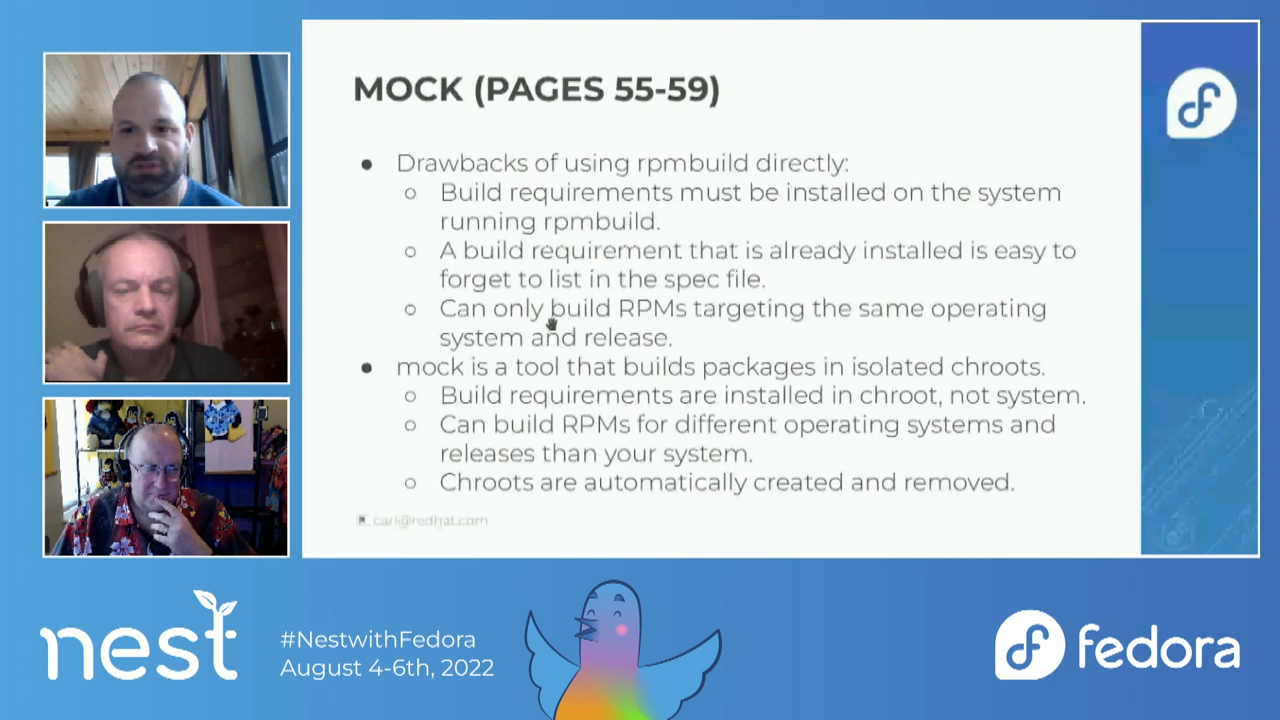 MOCK (PAGES 55-59)
● Drawbacks of using rpmbuild directly:
○ Build requirements must be installed on the system
running rpmbuild.
○ A build requirement that is already installed is easy to
forget to list in the spec file.
○ Can only build RPMs targeting the same operating
system and release.
● mock is a tool that builds packages in isolated chroots.
○ Build requirements are installed in chroot, not system.
○ Can build RPMs for different operating systems and
releases than your system.
○ Chroots are automatically created and removed.
carl@redhat.com
nest
#NestwithFedora
August 4-6th, 2022
fedora